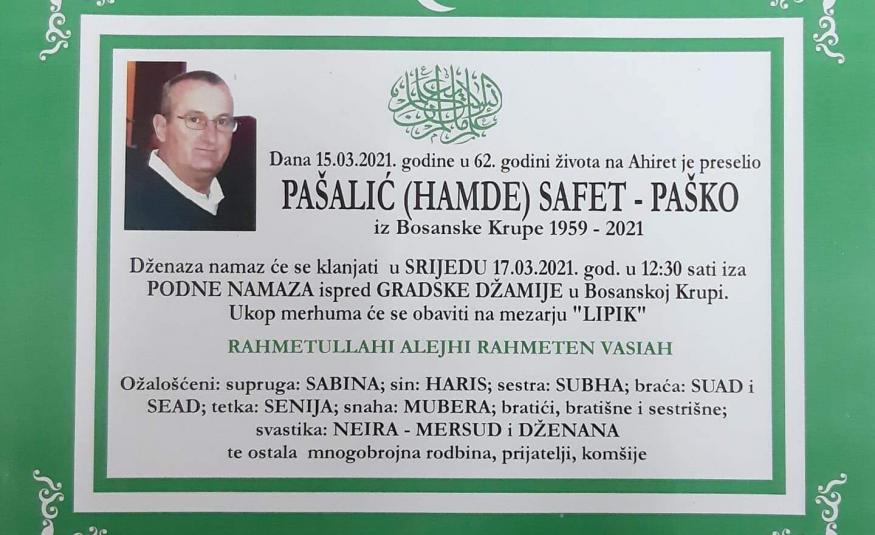 Dana 15.03.2021. godine u 62. godini života na Ahiret je preselio
PAŠALIĆ (HAMDE) SAFET - PAŠKO
iz Bosanske Krupe 1959 - 2021
Dženaza namaz će se klanjati u SRIJEDU 17.03.2021. god. u 12:30 sati iza
PODNE NAMAZA ispred GRADSKE DŽAMIJE u Bosanskoj Krupi.
Ukop merhuma će se obaviti na mezarju "LIPIK"
RAHMETULLAHI ALEJHI RAHMETEN VASIAH
Ožalošćeni: supruga: SABINA; sin: HARIS; sestra: SUBHA; braća: SUAD i
SEAD; tetka: SENIJA; snaha: MUBERA; bratići, bratišne i sestrišne;
svastika: NEIRA - MERSUD i DŽENANA
te ostala mnogobrojna rodbina, prijatelji, komšije